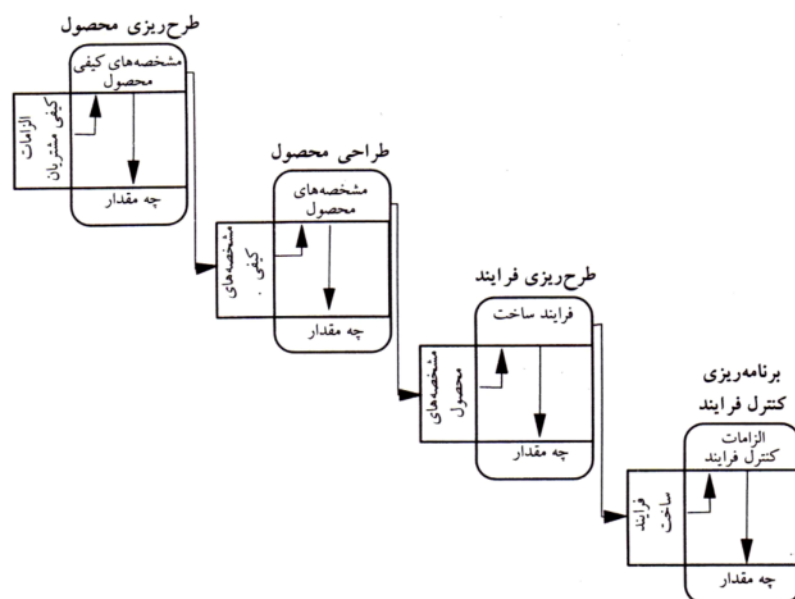 طرح‌ریزی محصول
مشخصه‌های کیفی
محصول
الزامات
کیفی مشتریان
چه مقدار
طراحی محصول
مشخصه‌های
محصول
مشخصه‌های
کیفی .
چه مقدار
طرح‌ریزی فرایند
فرایند ساخت
مشخصه‌های
محصول
چه مقدار
برنامه‌ریزی
کنترل فرایند
الزامات
کنترل فرایند
فرایند
ساخت
چه مقدار